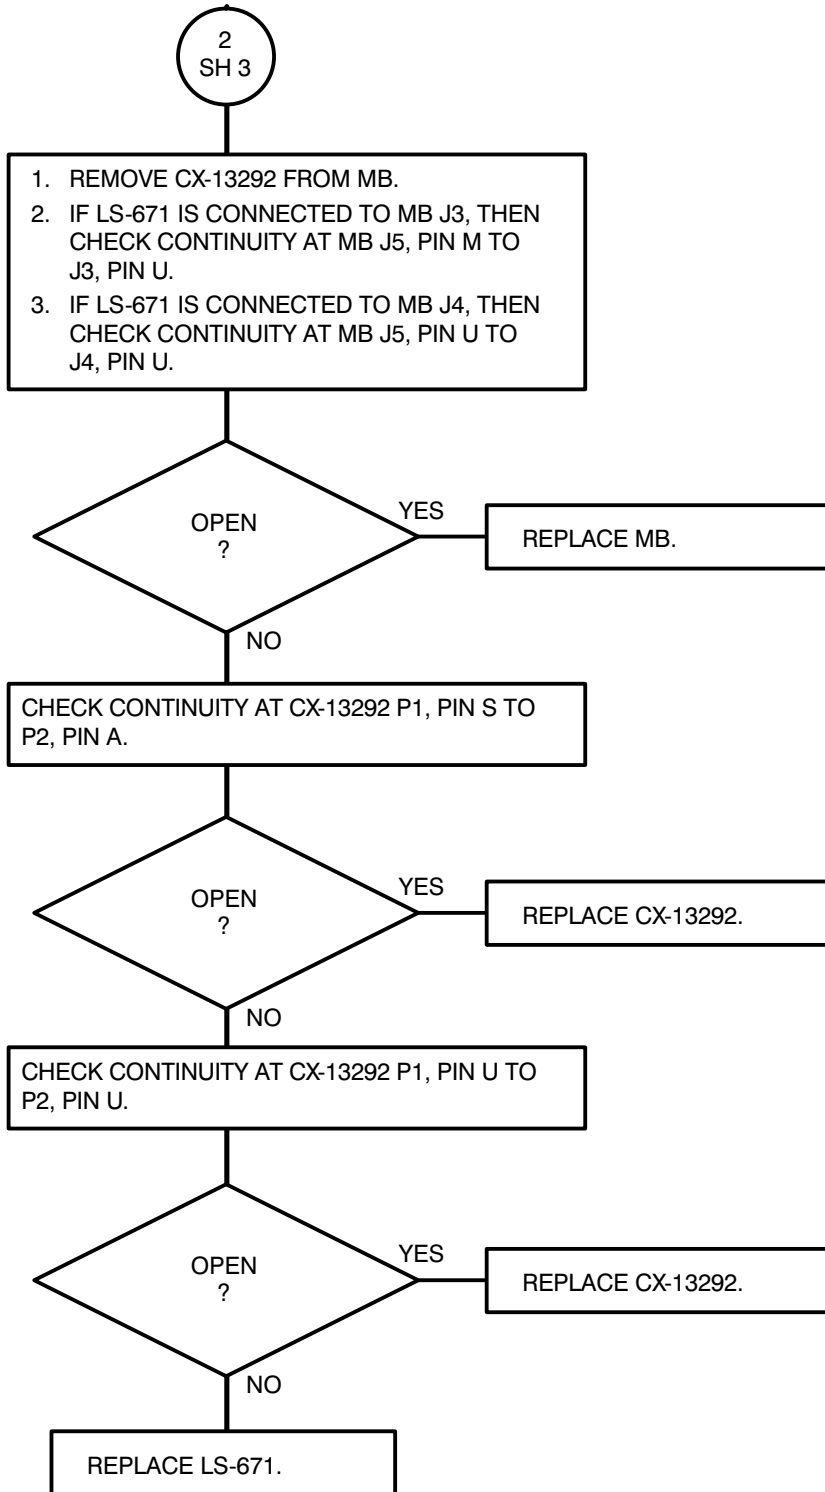 2
SH 3
1. REMOVE CX-13292 FROM MB.
2. IF LS-671 IS CONNECTED TO MB J3, THEN
CHECK CONTINUITY AT MB J5, PIN M TO
J3, PIN U.
3. IF LS-671 IS CONNECTED TO MB J4, THEN
CHECK CONTINUITY AT MB J5, PIN U TO
J4, PIN U.
OPEN
?
YES
REPLACE MB.
NO
CHECK CONTINUITY AT CX-13292 P1, PIN S TO
P2, PIN A.
OPEN
?
YES
REPLACE CX-13292.
NO
CHECK CONTINUITY AT CX-13292 P1, PIN U TO
P2, PIN U.
OPEN
?
YES
REPLACE CX-13292.
NO
REPLACE LS-671.